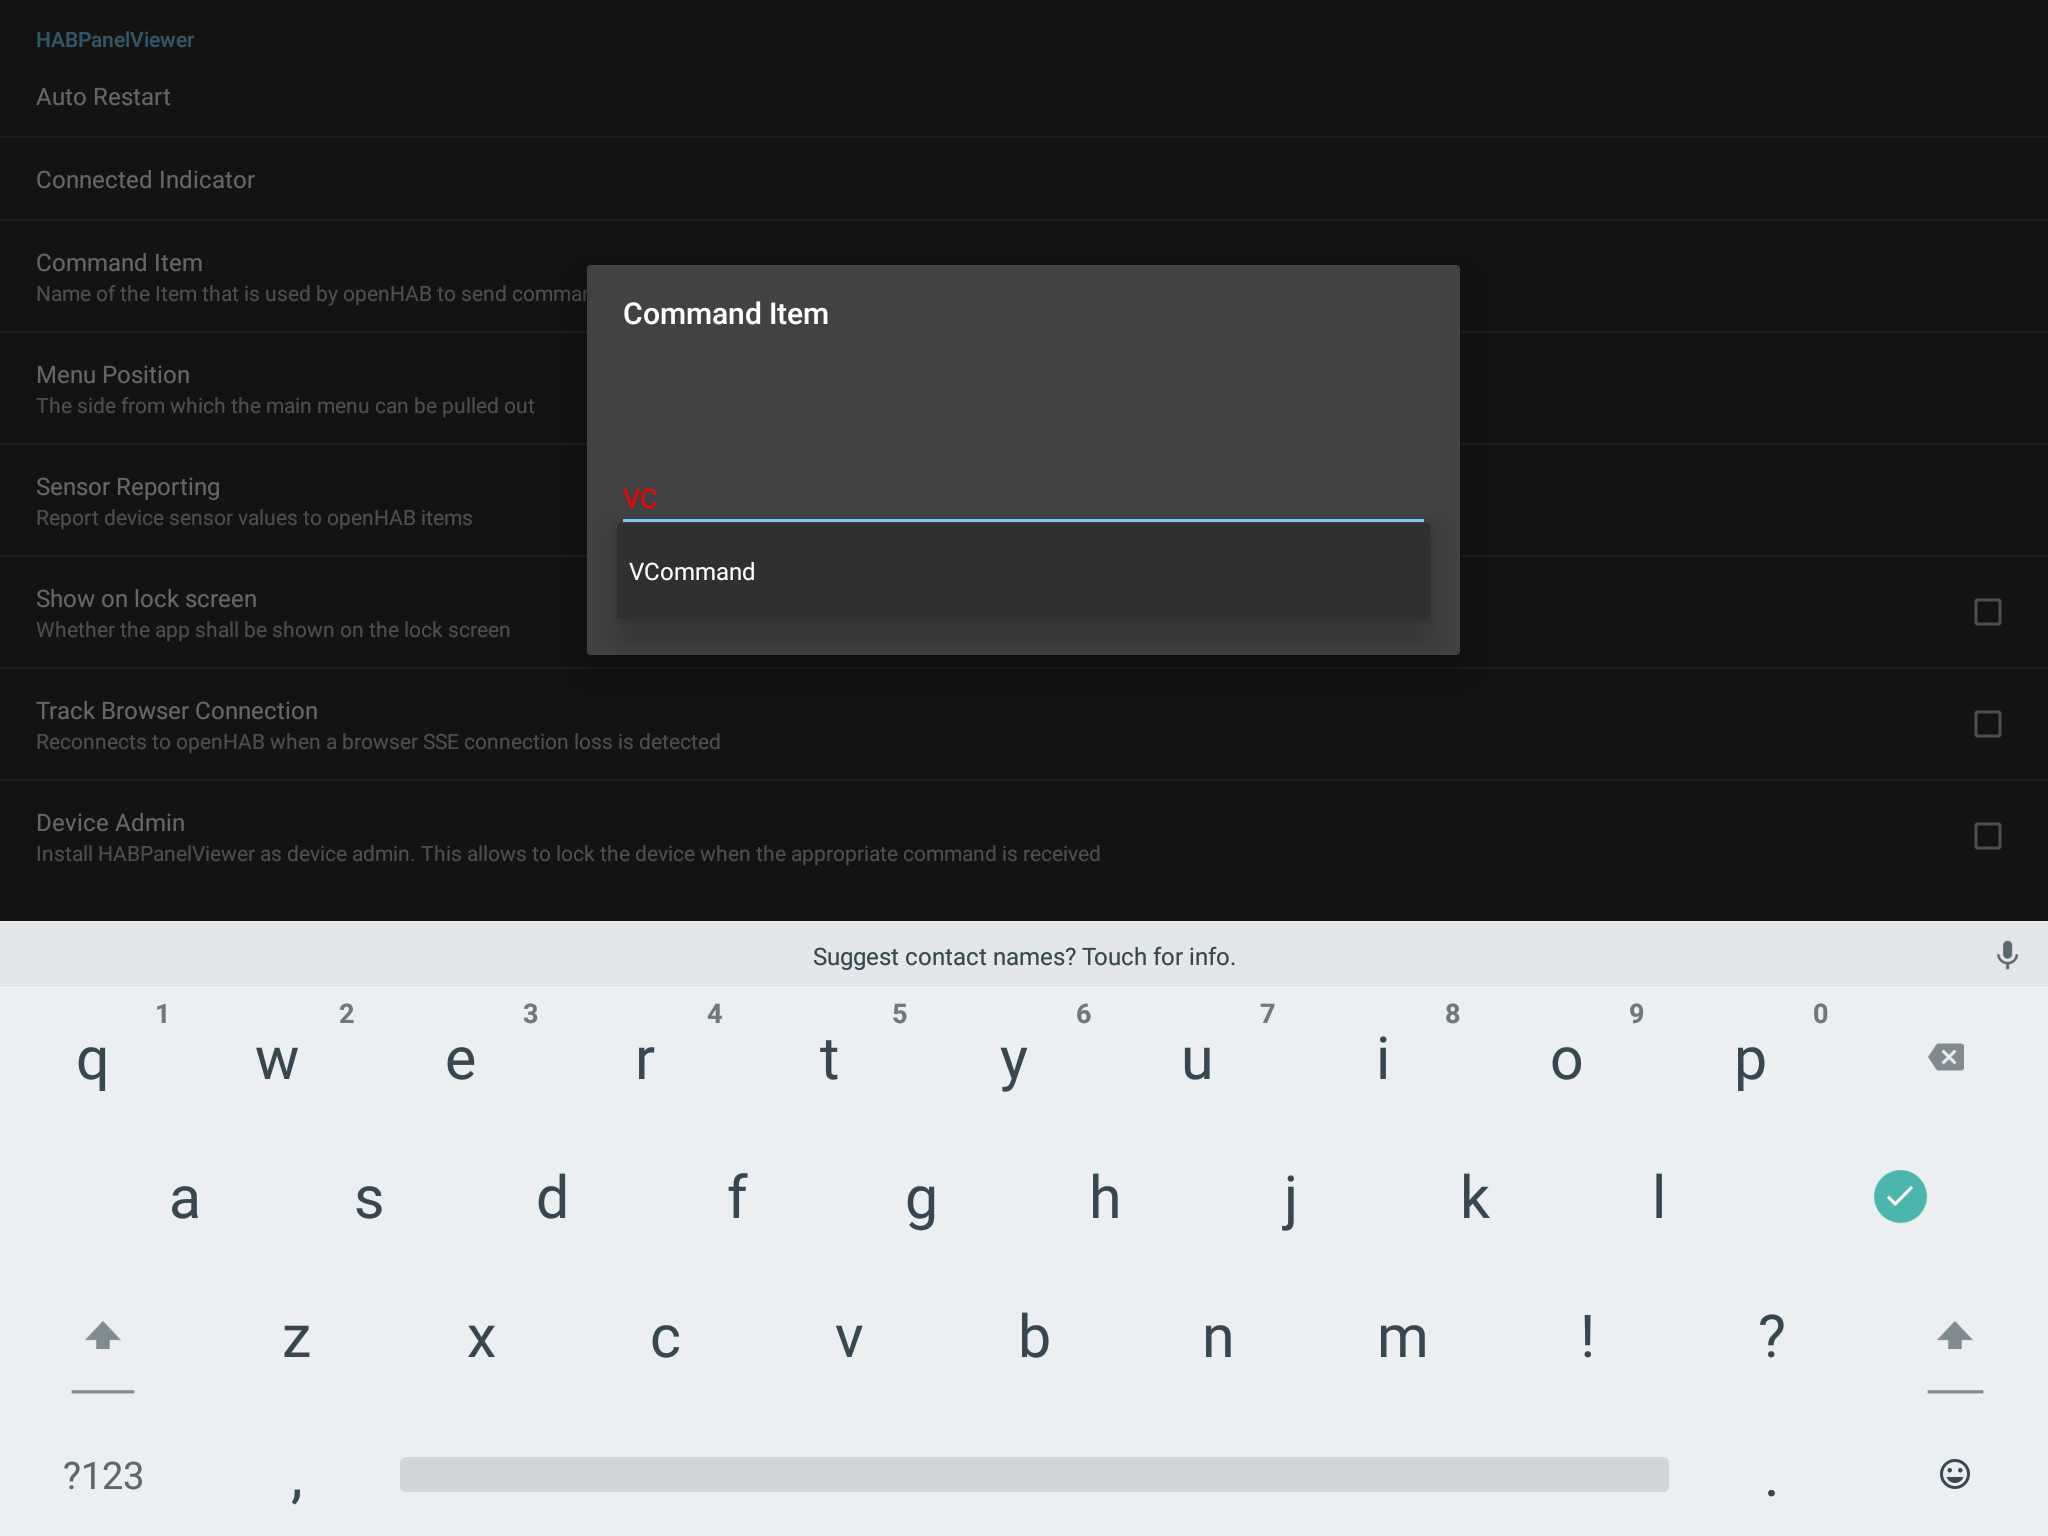 HABPanelViewer
Auto Restart
Connected Indicator
Command Item
Name of the Item that is used by openHAB to send
Menu Position
The side from which the main menu can be pulled out
Sensor Reporting
Report device sensor values to openHAB items
Show on lock screen
Whether the app shall be shown on the lock screen
Track Browser Connection
Reconnects to openHAB when a browser SSE connection loss is detected
Device Admin
Install HABPanelViewer as device admin. This allows to lock the device when the appropriate command is received
Command Item
VC
VCommand
Suggest contact names? Touch for info.
1 2 3 4 5 6 7 8 9 0
q w e r t y u i o p
a s d f g h j k l
z x c v b n m ! ?
?123 , .